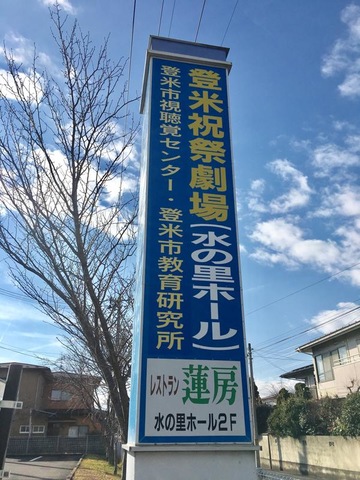 登米祝祭劇場(水の里ホール)
登米市視聴覚センター・登米市教育研究所
レストラン 蓮房
水の里ホール2F